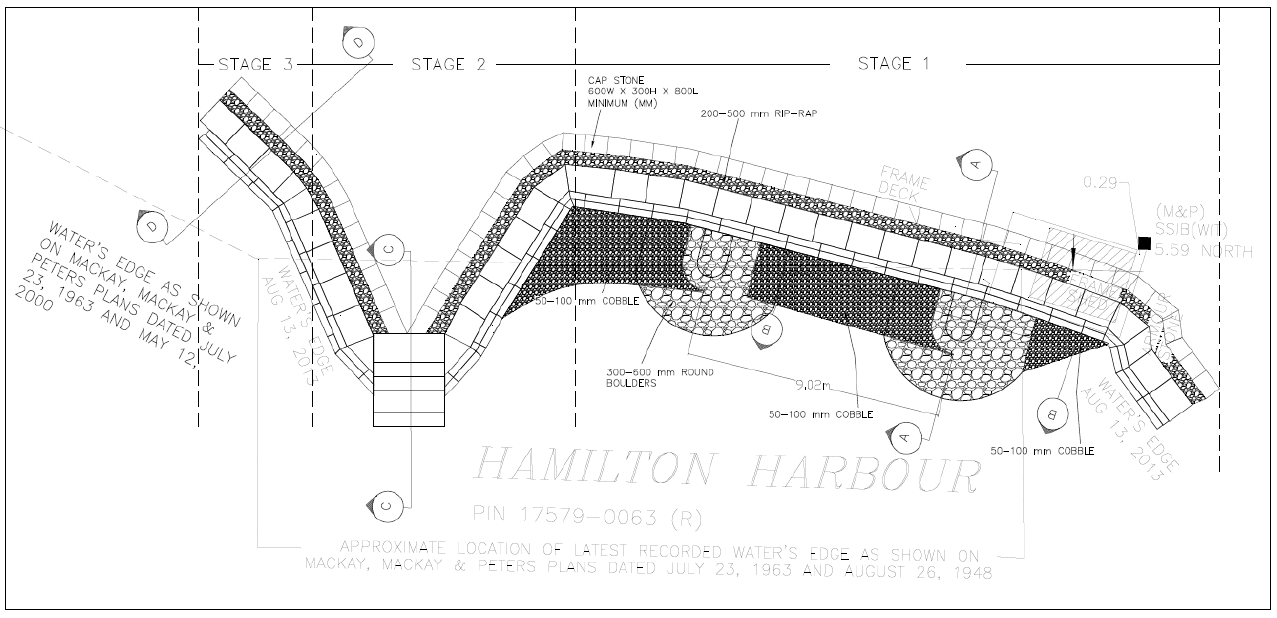 STAGE 3
STAGE 2
STAGE 1
D
CAP STONE
600W X 300H X 800L
MINIMUM (MM)
200-500 mm RIP-RAP
A
FRAME
DECK
0.29
(M&P)
SSIB(WIT)
5.59 NORTH
D
C
WATER'S EDGE AS SHOWN
ON MACKAY, MACKAY &
PETERS PLANS DATED JULY
23, 1963 AND MAY 12,
2000
WATER'S EDGE
AUG 13, 2013
50-100 mm COBBLE
FRAME
B
300-600 mm ROUND
BOULDERS
9.02m
50-100 mm COBBLE
B
A
50-100 mm COBBLE
WATER'S EDGE
AUG 13, 2013
HAMILTON HARBOUR
C
PIN 17579-0063 (R)
APPROXIMATE LOCATION OF LATEST RECORDED WATER'S EDGE AS SHOWN ON
MACKAY, MACKAY & PETERS PLANS DATED JULY 23, 1963 AND AUGUST 26, 1948